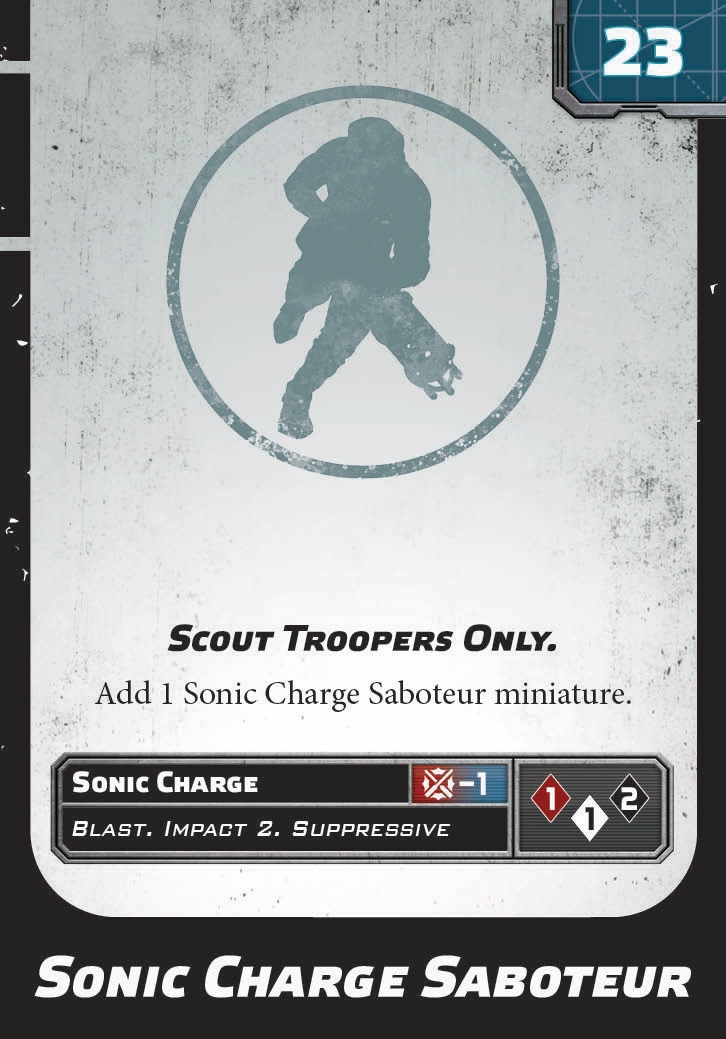 23
Scout Troopers Only.
Add 1 Sonic Charge Saboteur miniature.
Sonic Charge
–1
Blast. Impact 2. Suppressive
1
1
2
Sonic Charge Saboteur